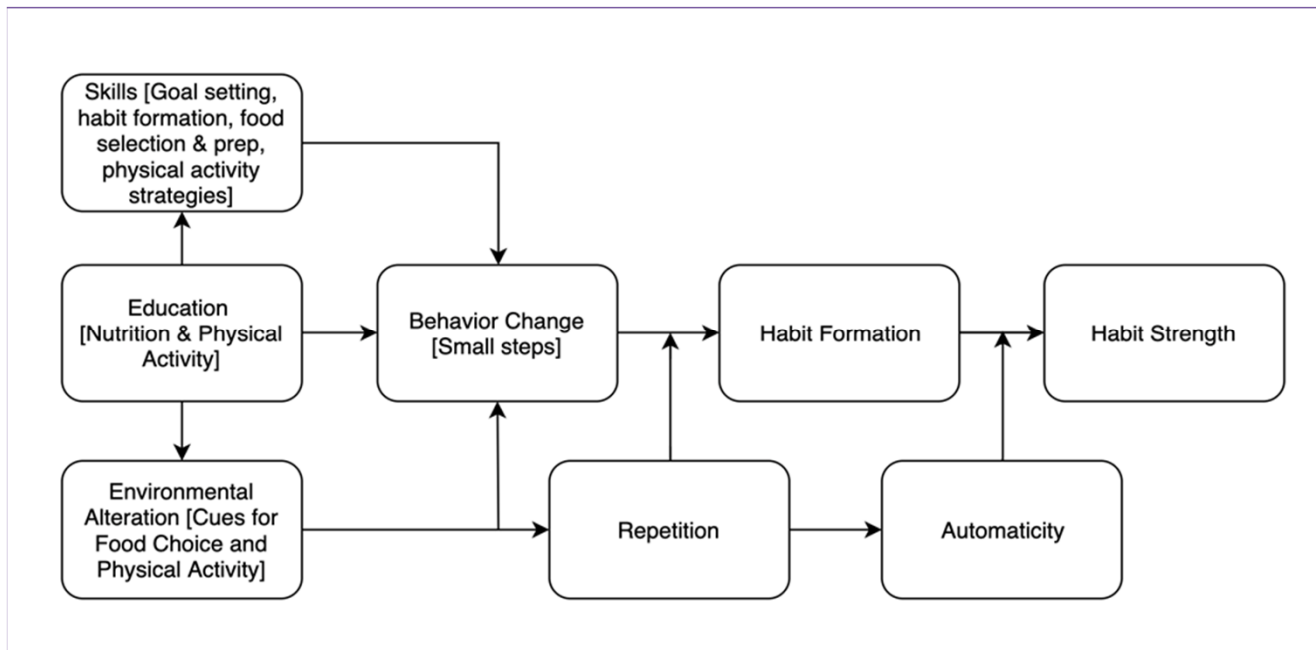 Skills [Goal setting,
habit formation, food
selection & prep,
physical activity
strategies]
Education
[Nutrition & Physical
Activity]
Behavior Change
[Small steps]
Habit Formation
Habit Strength
Environmental
Alteration [Cues for
Food Choice and
Physical Activity]
Repetition
Automaticity